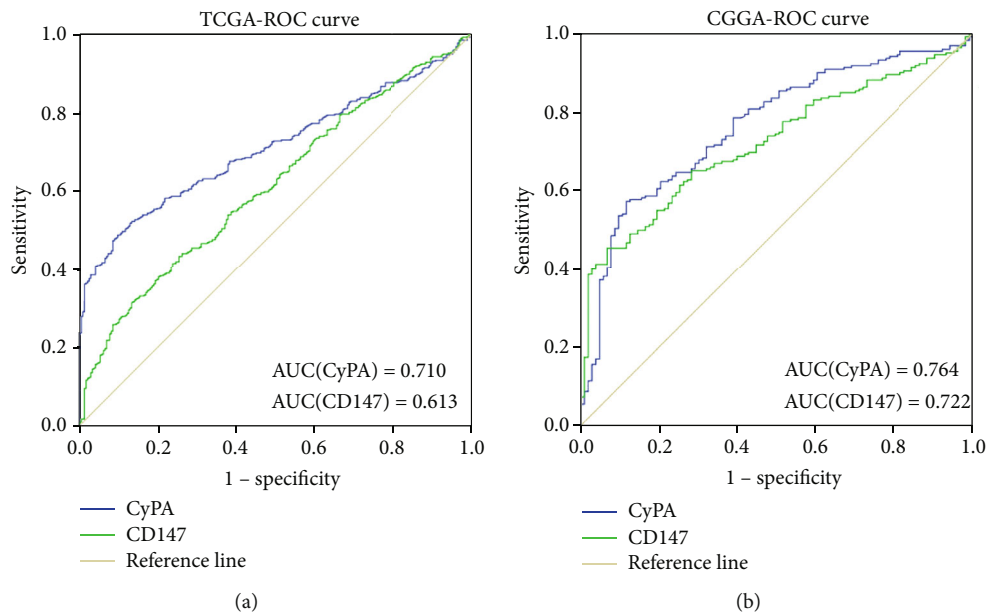 TCGA-ROC curve
1.0
0.8
0.6
0.4
0.2
0.0
Sensitivity
0.0 0.2 0.4 0.6 0.8 1.0
1 – specificity
AUC(CyPA) = 0.710
AUC(CD147) = 0.613
CyPA
CD147
Reference line
(a)
CGGA-ROC curve
1.0
0.8
0.6
0.4
0.2
0.0
Sensitivity
0.0 0.2 0.4 0.6 0.8 1.0
1 – specificity
AUC(CyPA) = 0.764
AUC(CD147) = 0.722
CyPA
CD147
Reference line
(b)